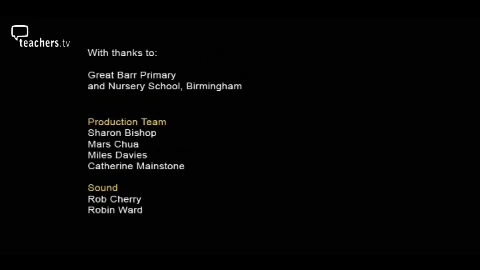 teachers.tv
With thanks to:
Great Barr Primary
and Nursery School, Birmingham
Production Team
Sharon Bishop
Mars Chua
Miles Davies
Catherine Mainstone
Sound
Rob Cherry
Robin Ward